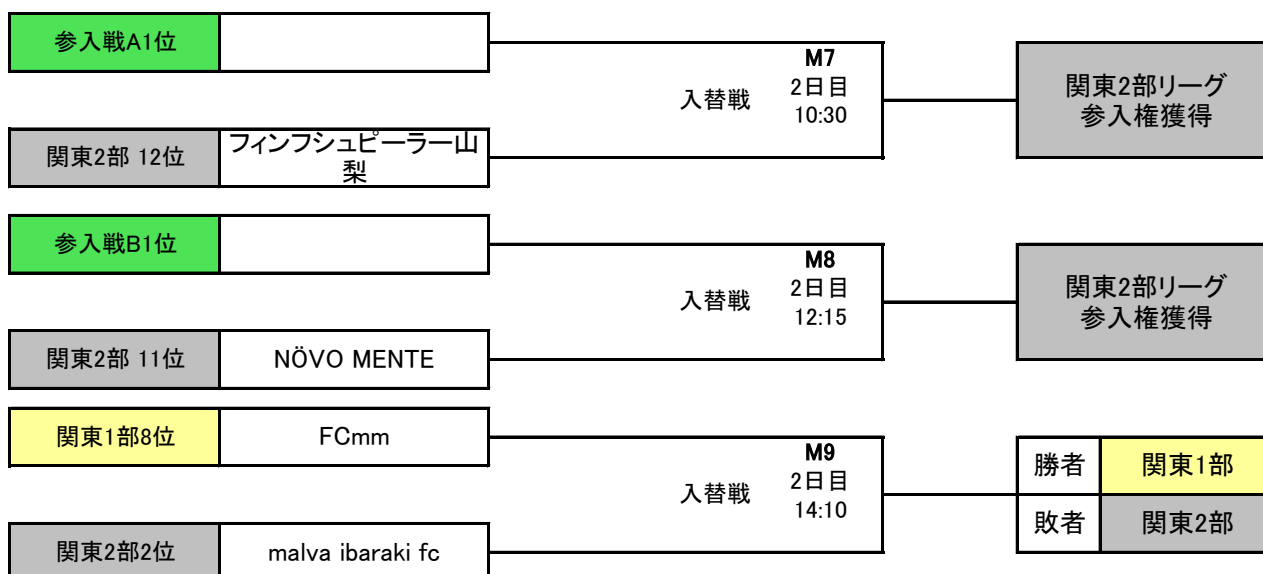 参入戦A1位
M7
入替戦
2日目
10:30
関東2部リーグ
参入権獲得
関東2部 12位
フィンフシュピーラー山
梨
参入戦B1位
M8
入替戦
2日目
12:15
関東2部リーグ
参入権獲得
関東2部 11位
NÖVO MENTE
関東1部8位
FCmm
M9
入替戦
2日目
14:10
勝者
関東1部
敗者
関東2部
関東2部2位
malva ibaraki fc